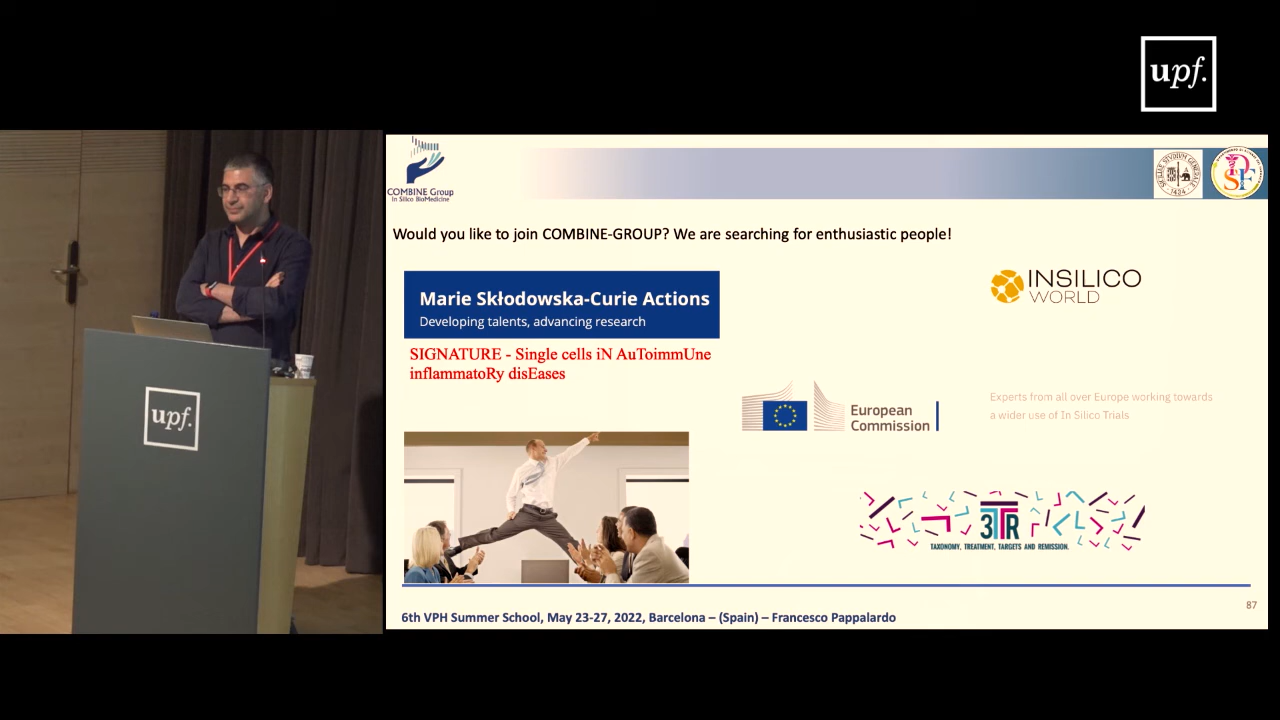 upf.
COMBINE Group
In Silico BioMedicine
Would you like to join COMBINE-GROUP? We are searching for enthusiastic people!
Marie Skłodowska-Curie Actions
Developing talents, advancing research
SIGNATURE - Single cells iN AuToimmUne
inflammatoRy disEases
INSILICO
WORLD
European
Commission
Experts from all over Europe working towards
a wider use of In Silico Trials
3TR
TAXONOMY, TREATMENT, TARGETS AND REMISSION.
upf.
87
6th VPH Summer School, May 23-27, 2022, Barcelona – (Spain) – Francesco Pappalardo